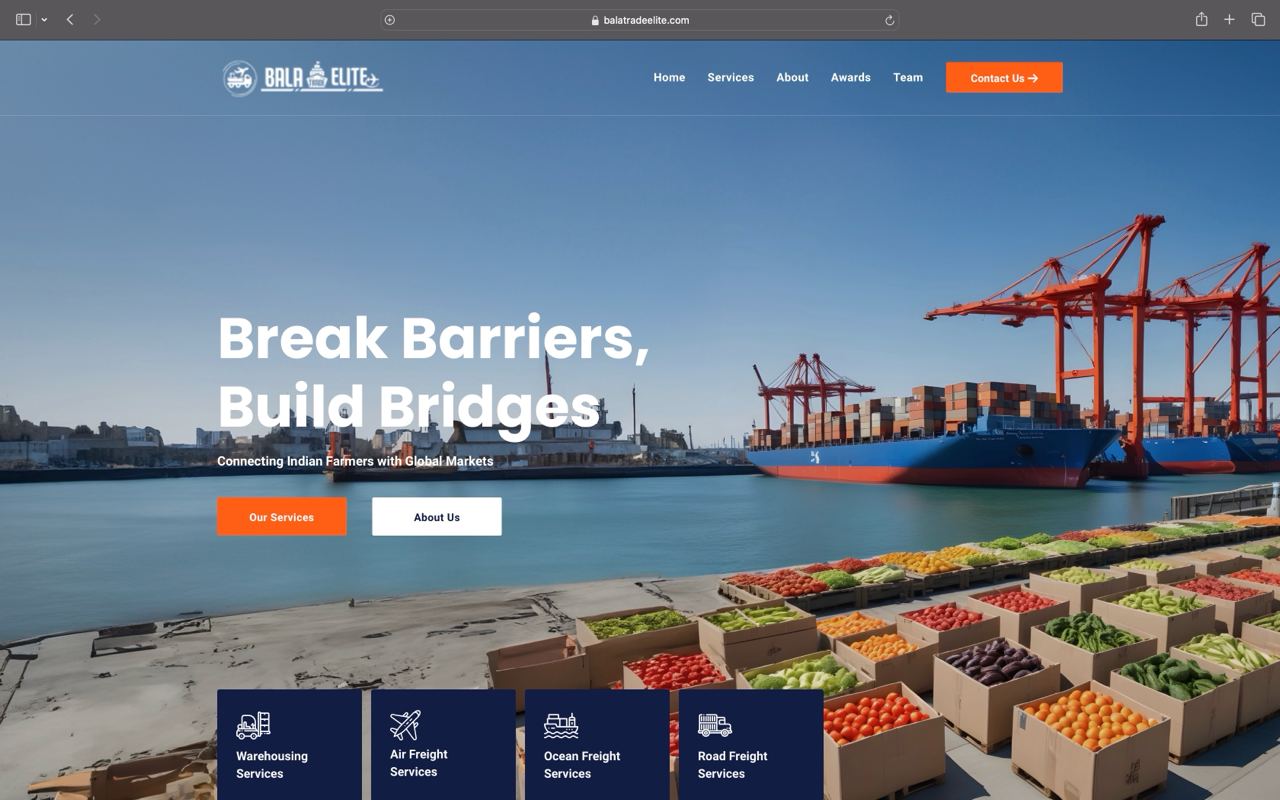 balatradeelite.com
BALA TRADE ELITE
Home Services About Awards Team Contact Us →
Break Barriers,
Build Bridges
Connecting Indian Farmers with Global Markets
Our Services About Us
Warehousing
Services
Air Freight
Services
Ocean Freight
Services
Road Freight
Services